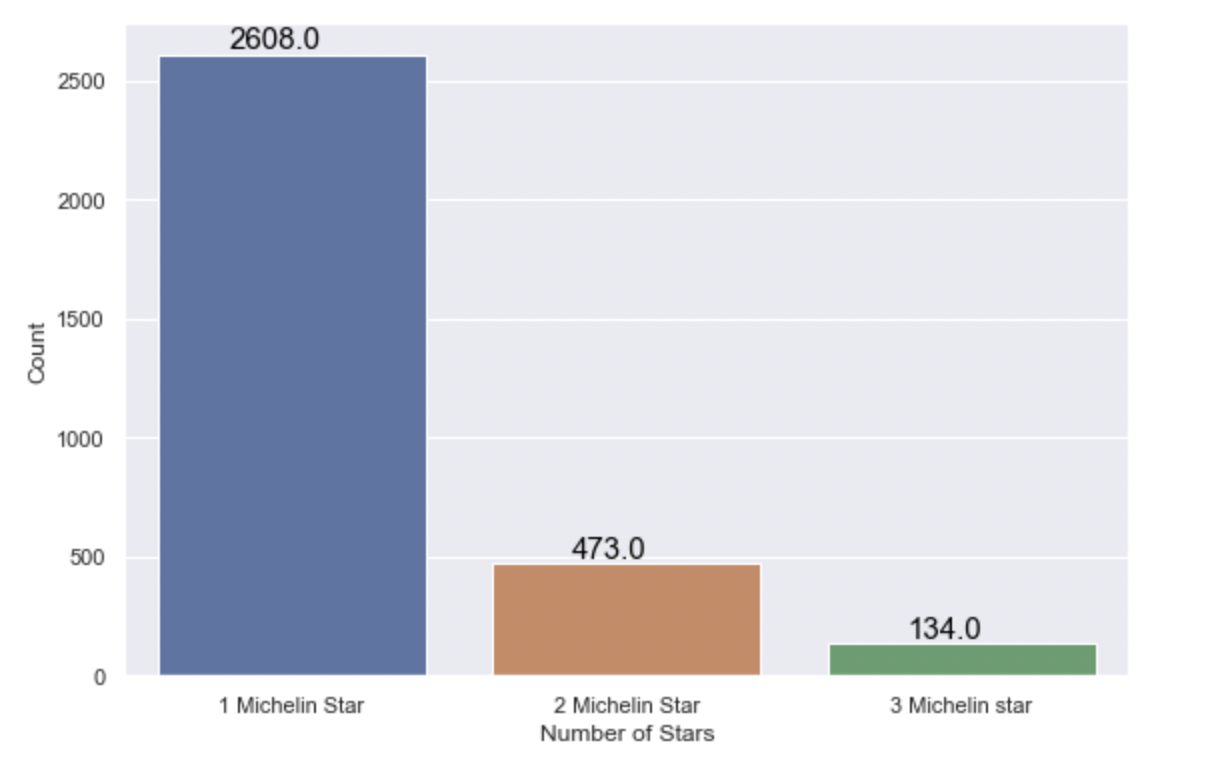 2608.0
2500
2000
1500
1000
500
0
Count
473.0
134.0
1 Michelin Star
2 Michelin Star
3 Michelin star
Number of Stars